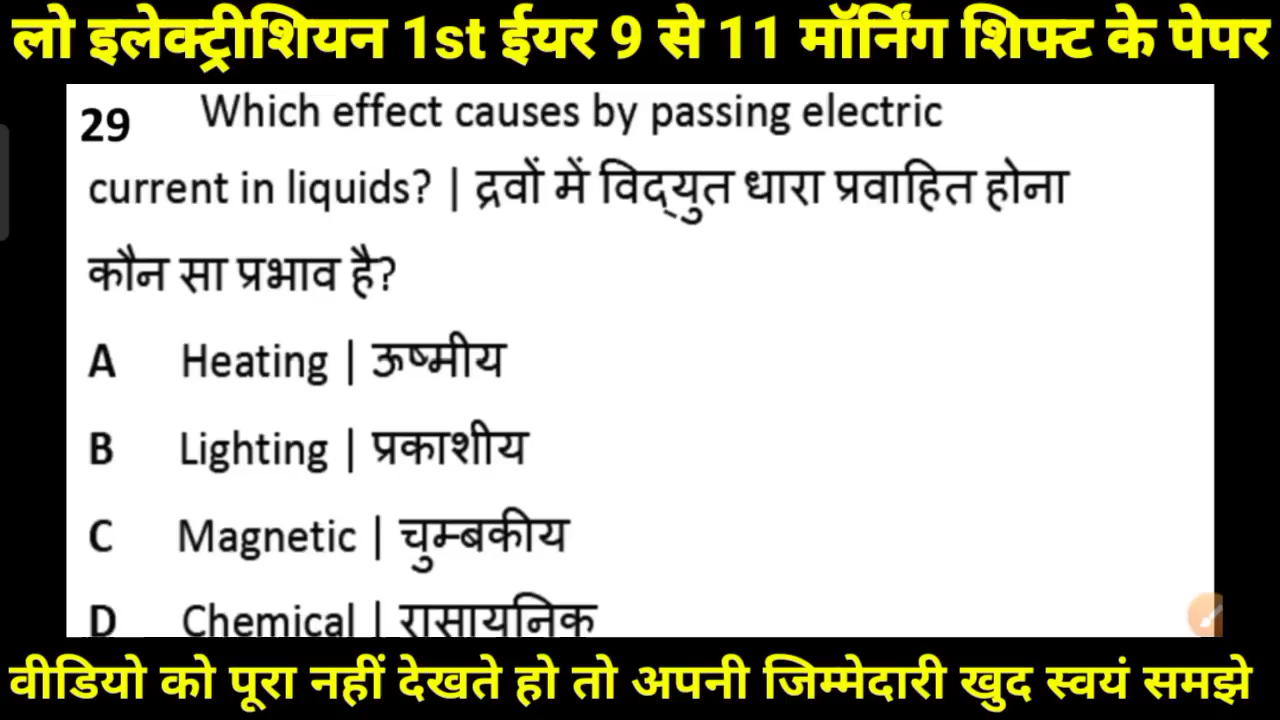 लो इलेक्ट्रीशियन 1st ईयर 9 से 11 मॉर्निंग शिफ्ट के पेपर
29 Which effect causes by passing electric
current in liquids? | द्रवों में विद्युत धारा प्रवाहित होना
कौन सा प्रभाव है?
A Heating | ऊष्मीय
B Lighting | प्रकाशीय
C Magnetic | चुम्बकीय
D Chemical | रासायनिक
वीडियो को पूरा नहीं देखते हो तो अपनी जिम्मेदारी खुद स्वयं समझे